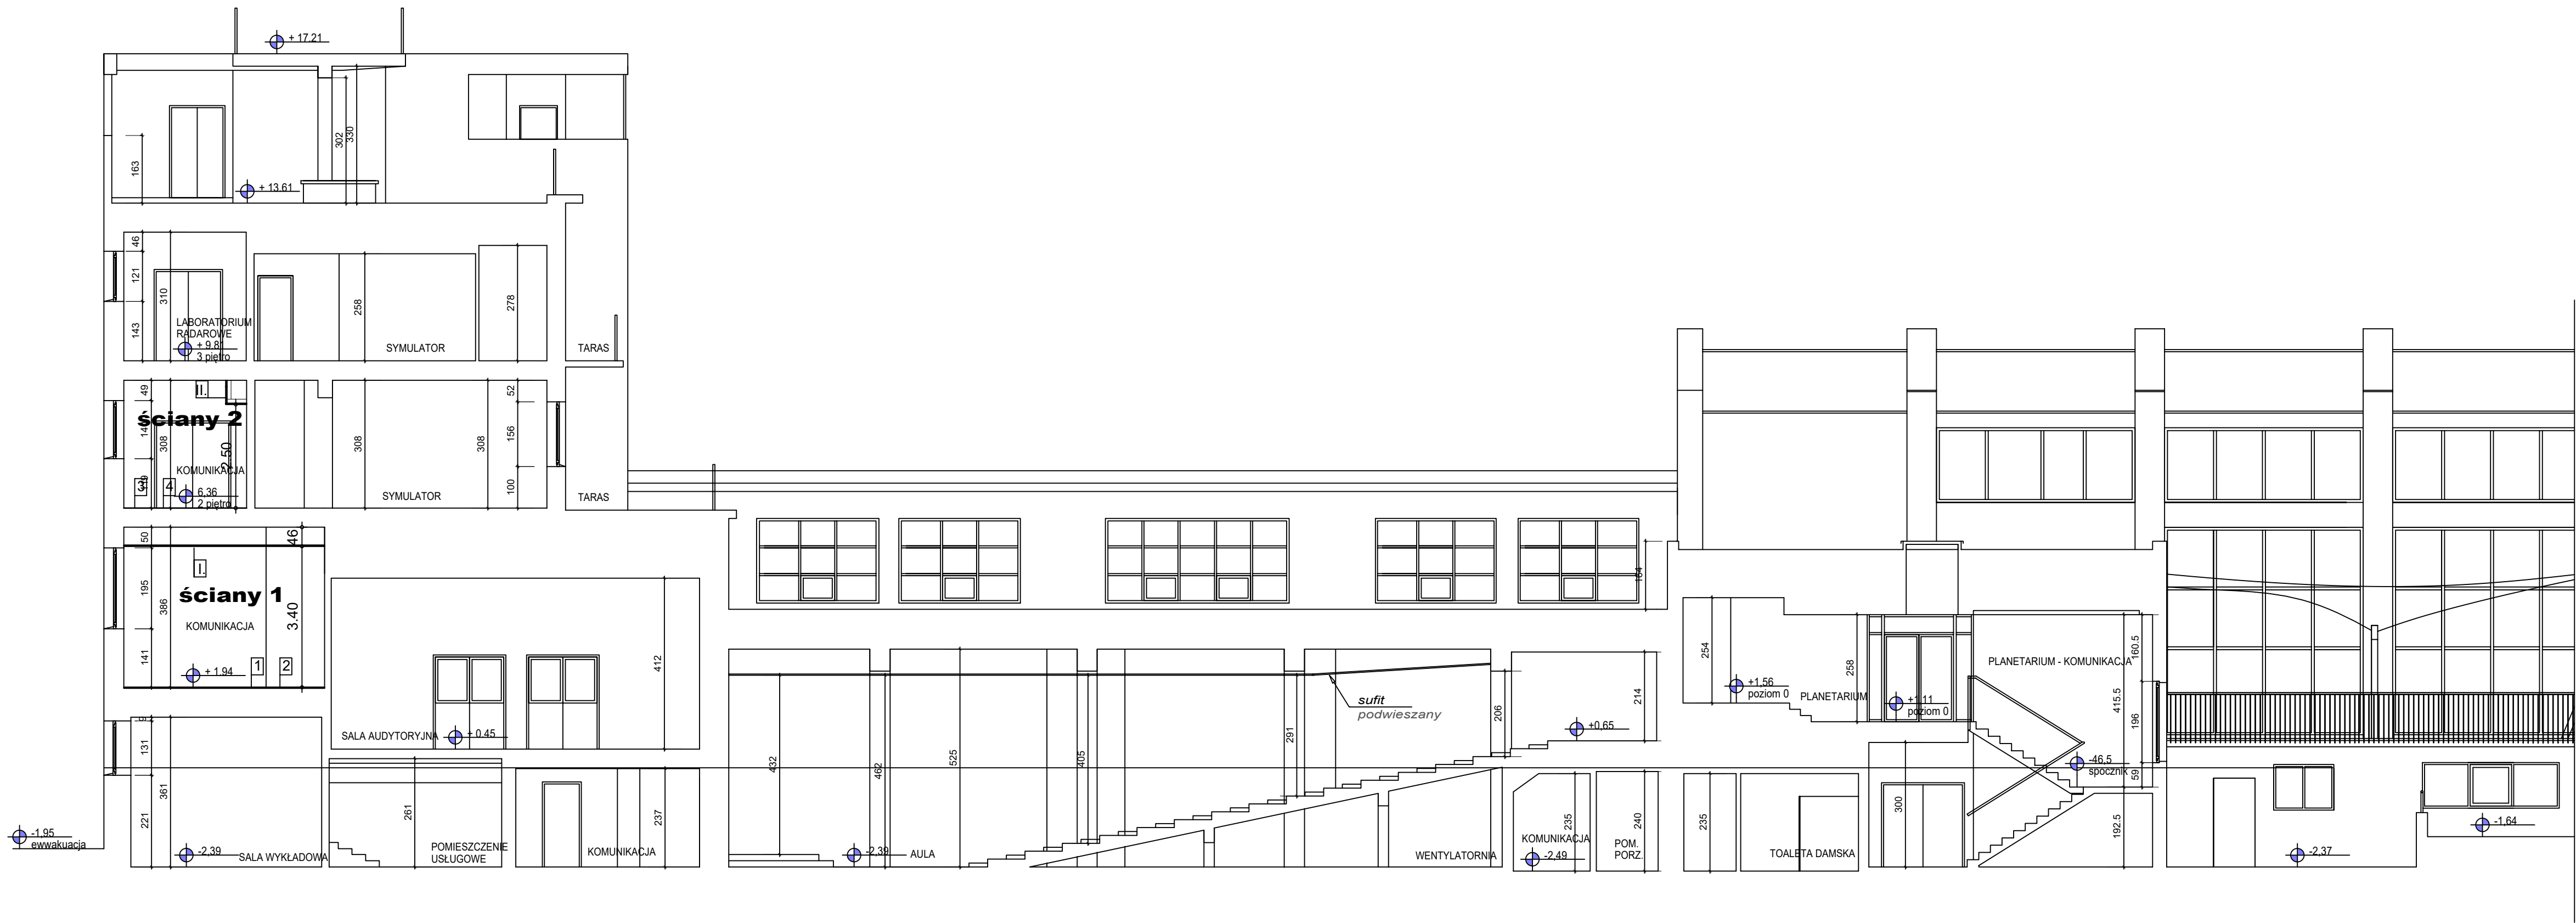 + 17.21
302
330
163
+ 13.61
46
121
143
310
LABORATORIUM
RADAROWE
+ 9.81
3 piętro
258
SYMULATOR
278
TARAS
49
II.
ściany 2
308
2.50
KOMUNIKACJA
3
4
6,36
2 piętro
308
SYMULATOR
308
52
156
100
TARAS
50
46
I.
195
386
ściany 1
3.40
KOMUNIKACJA
141
1
2
+ 1.94
412
SALA AUDYTORYJNA
+ 0.45
131
361
221
-1,95
ewwakuacja
-2,39
SALA WYKŁADOWA
261
POMIESZCZENIE
USŁUGOWE
KOMUNIKACJA
237
432
462
525
405
291
sufit
podwieszany
206
-2,39
AULA
WENTYLATORNIA
164
214
+0,65
KOMUNIKACJA
-2,49
235
POM.
PORZ.
240
235
TOALETA DAMSKA
254
+1,56
poziom 0
PLANETARIUM
258
+1,11
poziom 0
PLANETARIUM - KOMUNIKACJA
160.5
415.5
196
-46,5
spocznik
59
300
192.5
-2,37
-1,64